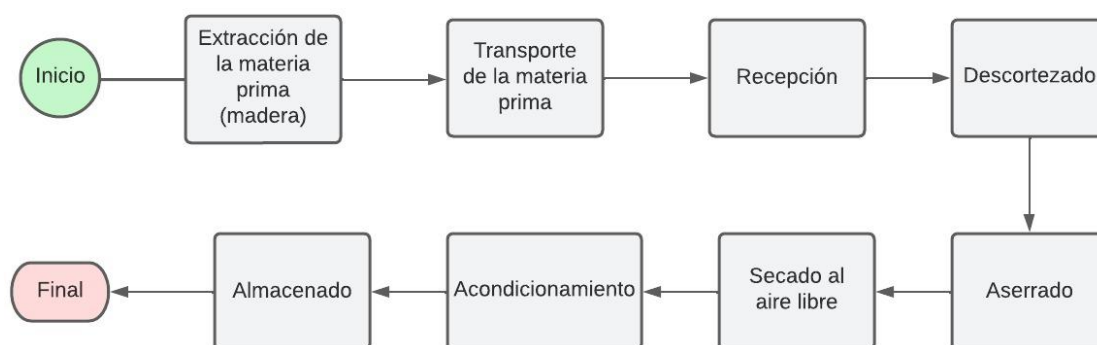 Inicio
Extracción de
la materia
prima
(madera)
Transporte
de la materia
prima
Recepción
Descortezado
Aserrado
Secado al
aire libre
Acondicionamiento
Almacenado
Final